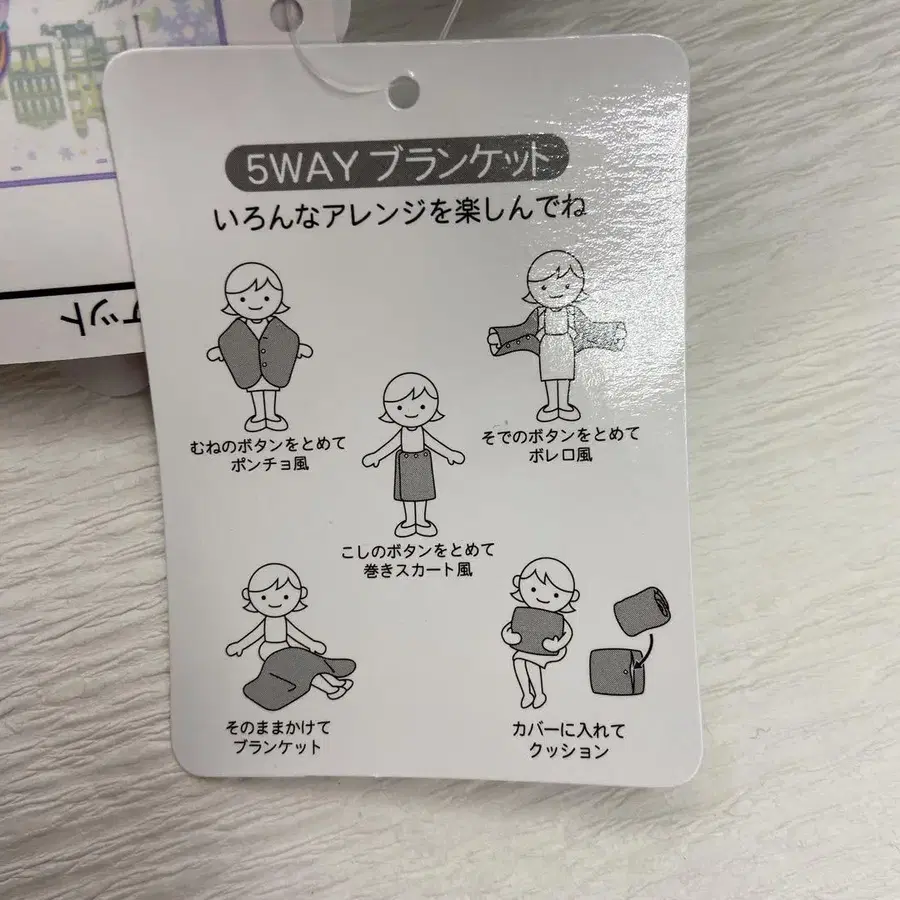 5WAY ブランケット
いろんなアレンジを楽しんでね
むねのボタンをとめて
ポンチョ風
そでのボタンをとめて
ボレロ風
こしのボタンをとめて
巻きスカート風
そのままかけて
ブランケット
カバーに入れて
クッション
ケット